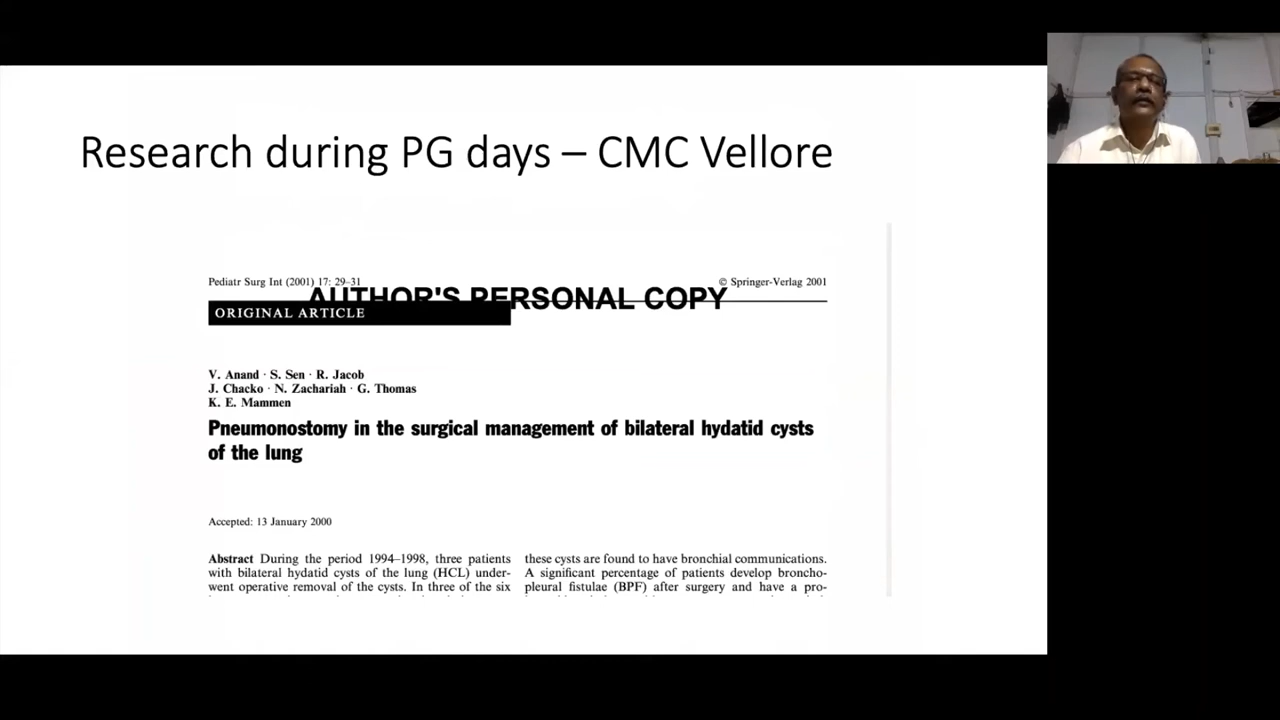 Research during PG days – CMC Vellore
Pediatr Surg Int (2001) 17: 29–31
© Springer-Verlag 2001
AUTHOR'S PERSONAL COPY
ORIGINAL ARTICLE
V. Anand · S. Sen · R. Jacob
J. Chacko · N. Zachariah · G. Thomas
K. E. Mammen
Pneumonostomy in the surgical management of bilateral hydatid cysts
of the lung
Accepted: 13 January 2000
Abstract During the period 1994–1998, three patients
with bilateral hydatid cysts of the lung (HCL) under-
went operative removal of the cysts. In three of the six
these cysts are found to have bronchial communications.
A significant percentage of patients develop broncho-
pleural fistulae (BPF) after surgery and have a pro-